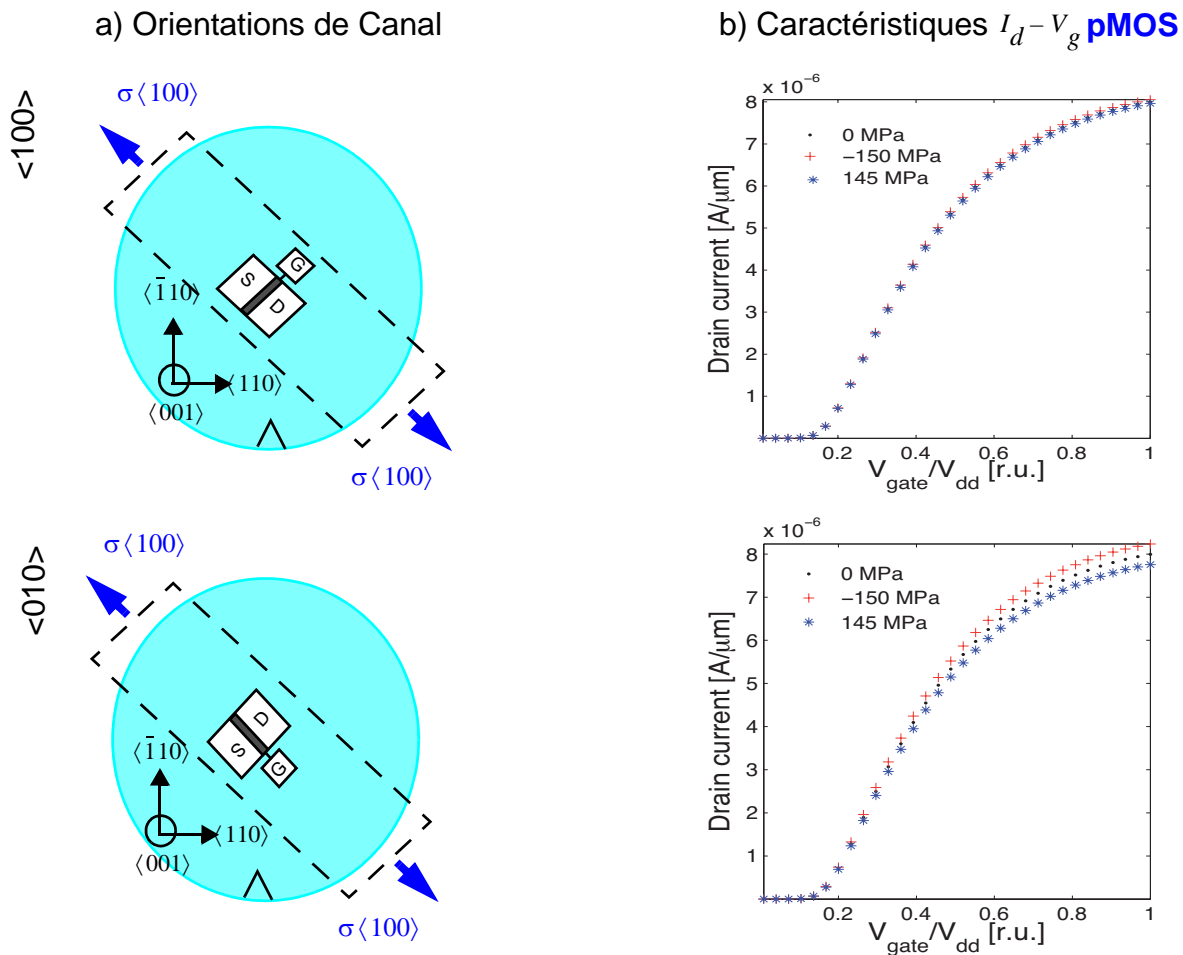 a) Orientations de Canal
b) Caractéristiques I_d – V_g pMOS
<100>
σ⟨100⟩
S
G
D
⟨1̄10⟩
⟨110⟩
⟨001⟩
σ⟨100⟩
x 10⁻⁶
8
7
6
5
4
3
2
1
Drain current [A/μm]
0 MPa
−150 MPa
145 MPa
0.2 0.4 0.6 0.8 1
V_gate/V_dd [r.u.]
<010>
σ⟨100⟩
D
S
G
⟨1̄10⟩
⟨110⟩
⟨001⟩
σ⟨100⟩
x 10⁻⁶
8
7
6
5
4
3
2
1
Drain current [A/μm]
0 MPa
−150 MPa
145 MPa
0.2 0.4 0.6 0.8 1
V_gate/V_dd [r.u.]